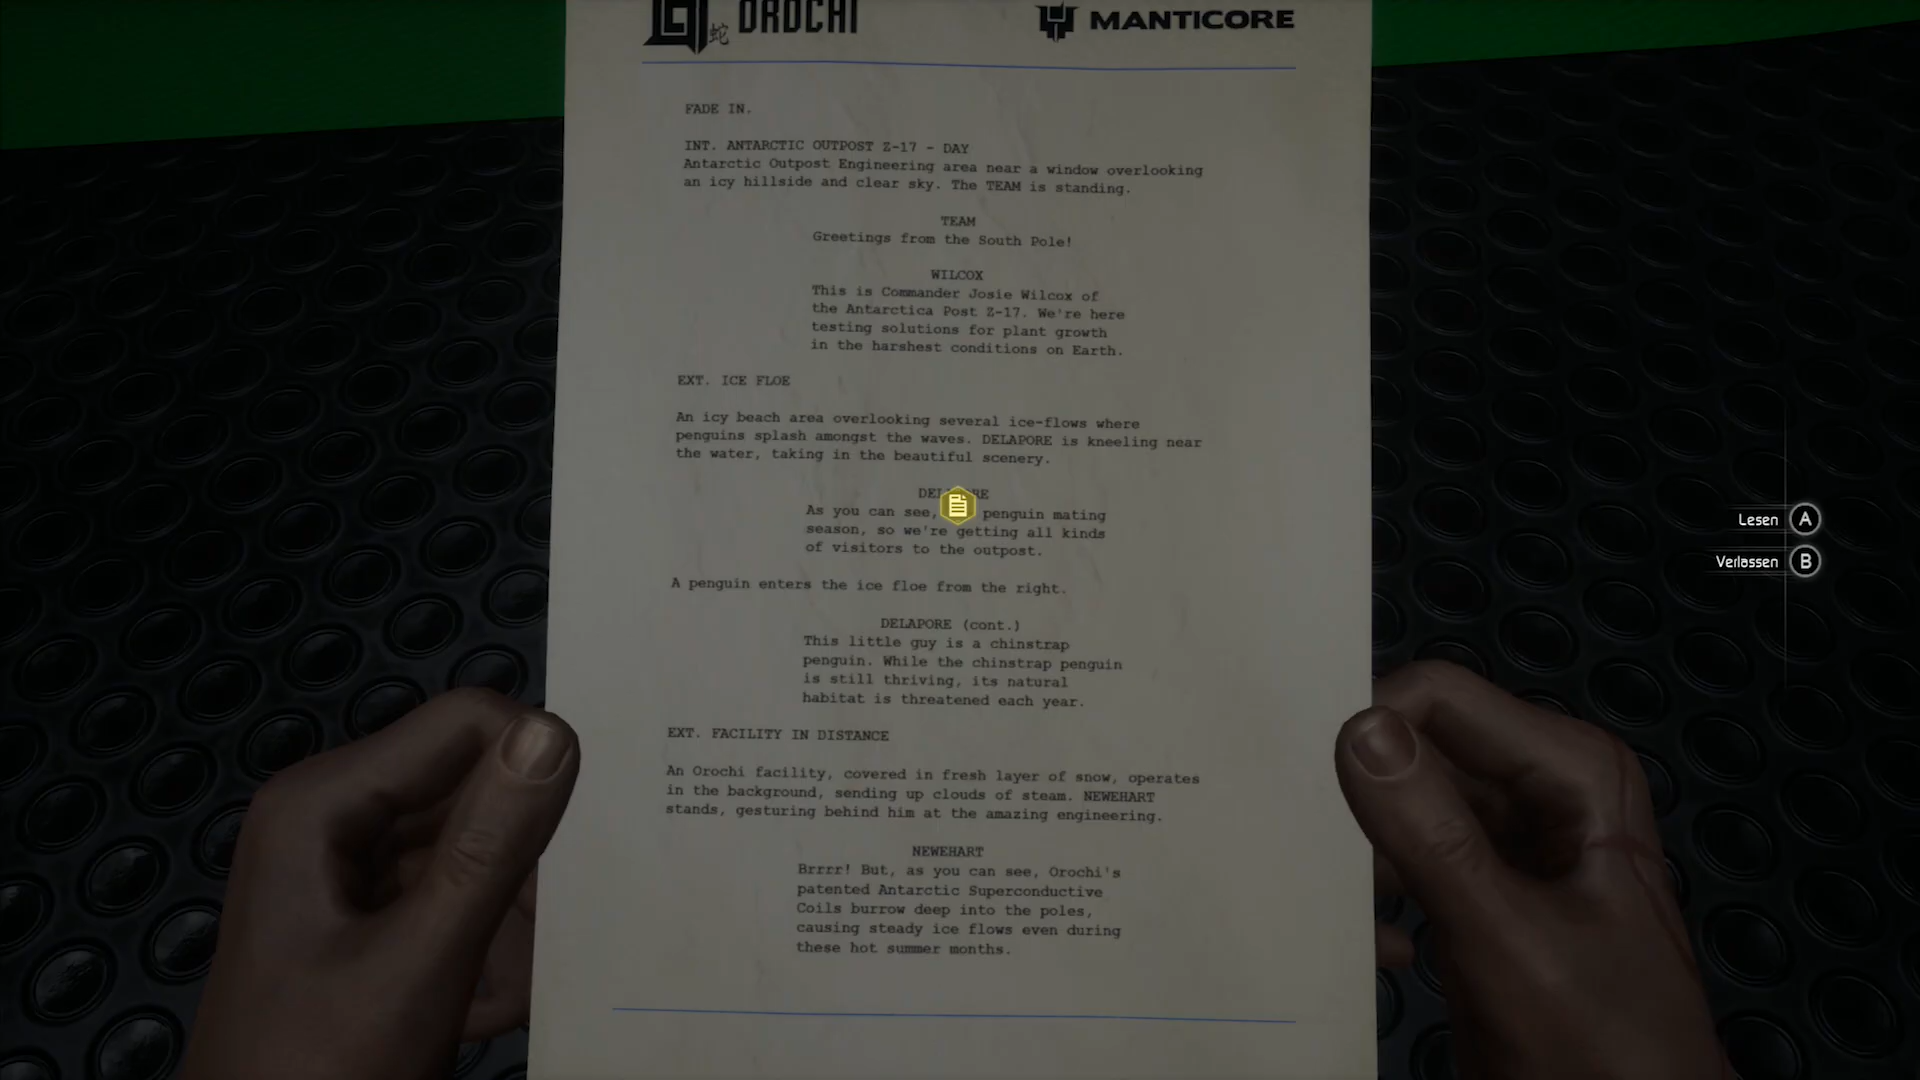 OROCHI
蛇
MANTICORE
FADE IN.
INT. ANTARCTIC OUTPOST Z-17 - DAY
Antarctic Outpost Engineering area near a window overlooking
an icy hillside and clear sky. The TEAM is standing.
TEAM
Greetings from the South Pole!
WILCOX
This is Commander Josie Wilcox of
the Antarctica Post Z-17. We're here
testing solutions for plant growth
in the harshest conditions on Earth.
EXT. ICE FLOE
An icy beach area overlooking several ice-flows where
penguins splash amongst the waves. DELAPORE is kneeling near
the water, taking in the beautiful scenery.
As you can see, penguin mating
season, so we're getting all kinds
of visitors to the outpost.
A penguin enters the ice floe from the right.
DELAPORE (cont.)
This little guy is a chinstrap
penguin. While the chinstrap penguin
is still thriving, its natural
habitat is threatened each year.
EXT. FACILITY IN DISTANCE
An Orochi facility, covered in fresh layer of snow, operates
in the background, sending up clouds of steam. NEWEHART
stands, gesturing behind him at the amazing engineering.
NEWEHART
Brrrr! But, as you can see, Orochi's
patented Antarctic Superconductive
Coils burrow deep into the poles,
causing steady ice flows even during
these hot summer months.
Lesen A
Verlassen B